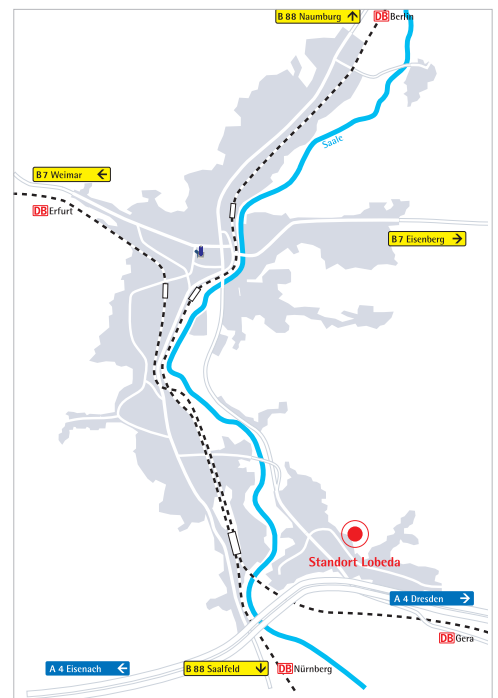 B 88 Naumburg
DB Berlin
Saale
B 7 Weimar
DB Erfurt
B 7 Eisenberg
Standort Lobeda
A 4 Dresden
DB Gera
A 4 Eisenach
B 88 Saalfeld
DB Nürnberg